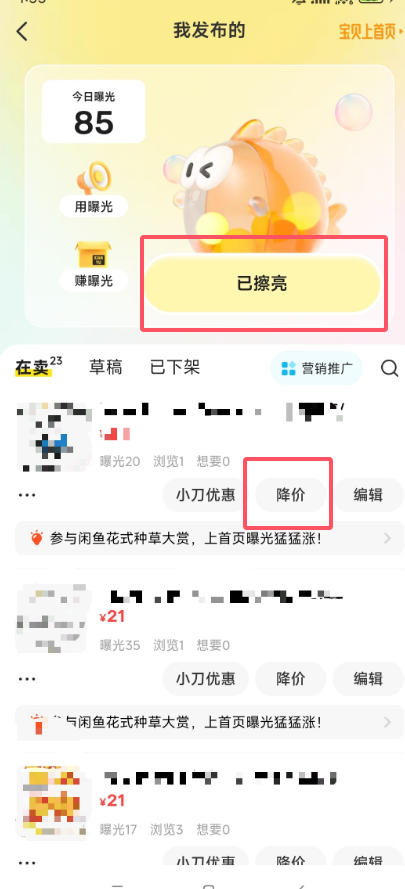 我发布的
宝贝上首页
今日曝光
85
用曝光
赚曝光
已擦亮
在卖 23 草稿 已下架 营销推广
曝光20 浏览1 想要0
小刀优惠 降价 编辑
参与闲鱼花式种草大赏，上首页曝光猛猛涨！
¥21
曝光35 浏览1 想要0
小刀优惠 降价 编辑
参与闲鱼花式种草大赏，上首页曝光猛猛涨！
¥21
曝光17 浏览3 想要0
小刀优惠 降价 编辑